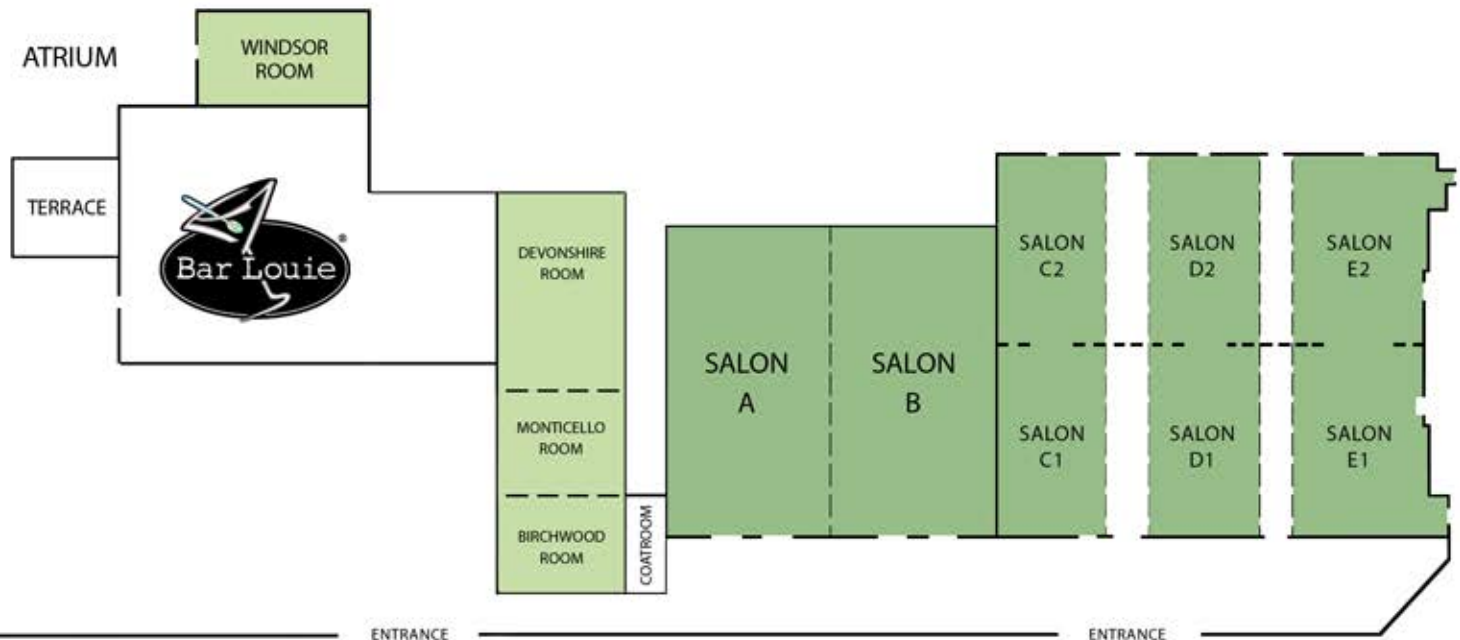 ATRIUM
WINDSOR
ROOM
TERRACE
Bar Louie®
DEVONSHIRE
ROOM
MONTICELLO
ROOM
BIRCHWOOD
ROOM
COATROOM
SALON
A
SALON
B
SALON
C2
SALON
D2
SALON
E2
SALON
C1
SALON
D1
SALON
E1
ENTRANCE
ENTRANCE